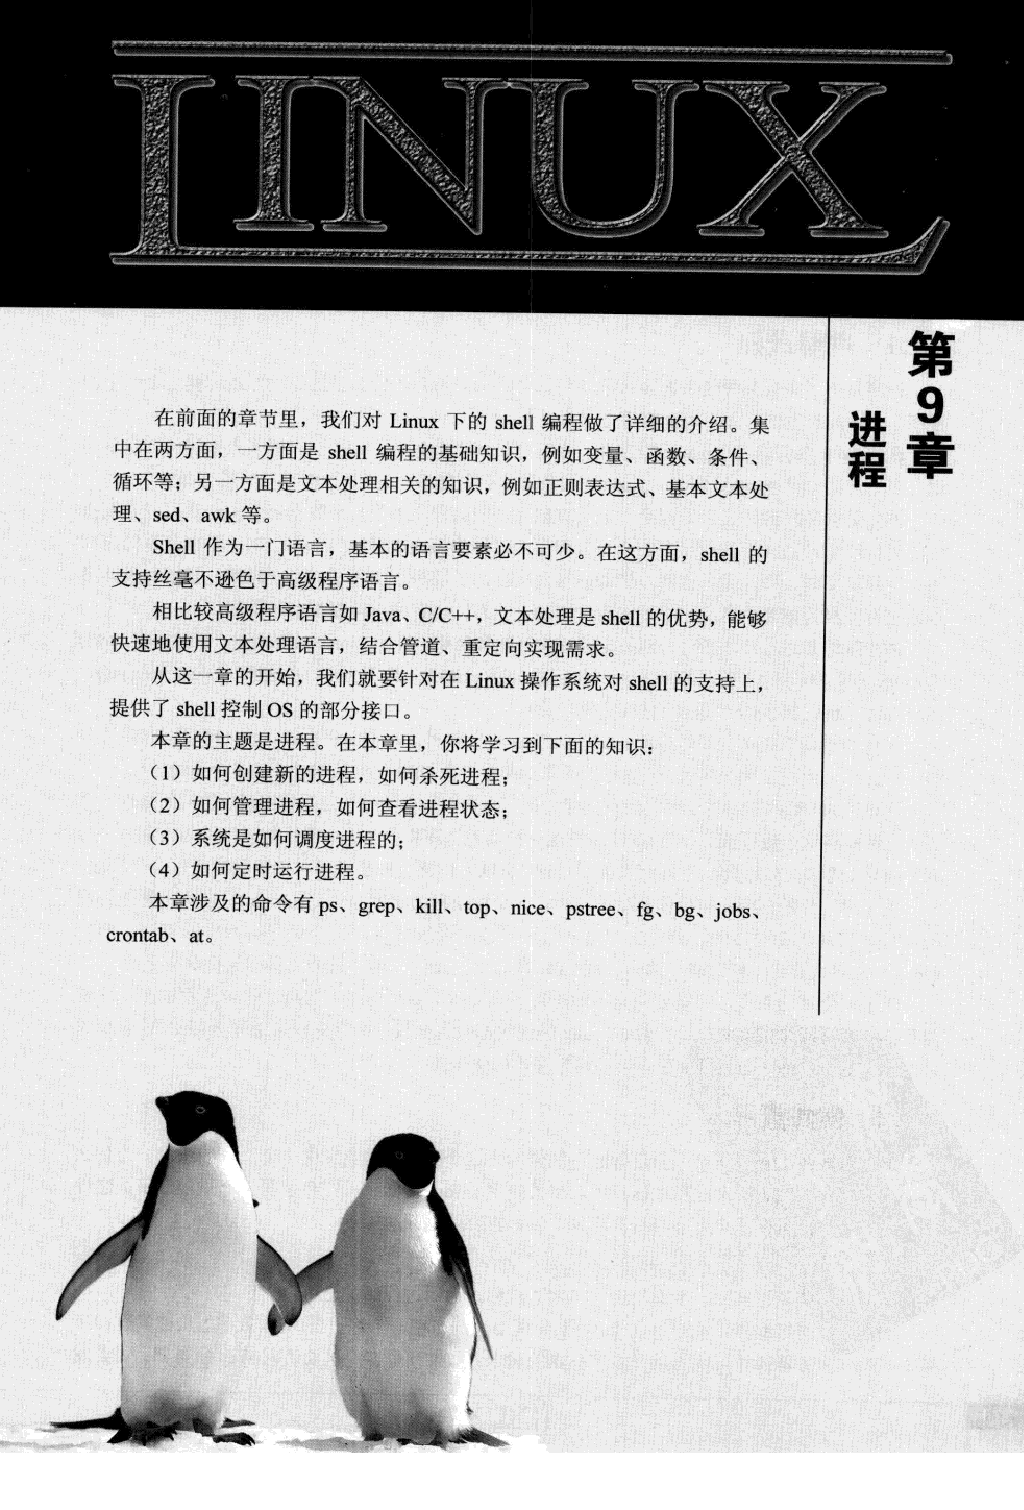 LINUX
第9章
进程
在前面的章节里，我们对 Linux 下的 shell 编程做了详细的介绍。集
中在两方面，一方面是 shell 编程的基础知识，例如变量、函数、条件、
循环等；另一方面是文本处理相关的知识，例如正则表达式、基本文本处
理、sed、awk 等。
Shell 作为一门语言，基本的语言要素必不可少。在这方面，shell 的
支持丝毫不逊色于高级程序语言。
相比较高级程序语言如 Java、C/C++，文本处理是 shell 的优势，能够
快速地使用文本处理语言，结合管道、重定向实现需求。
从这一章的开始，我们就要针对在 Linux 操作系统对 shell 的支持上，
提供了 shell 控制 OS 的部分接口。
本章的主题是进程。在本章里，你将学习到下面的知识：
（1）如何创建新的进程，如何杀死进程；
（2）如何管理进程，如何查看进程状态；
（3）系统是如何调度进程的；
（4）如何定时运行进程。
本章涉及的命令有 ps、grep、kill、top、nice、pstree、fg、bg、jobs、
crontab、at。